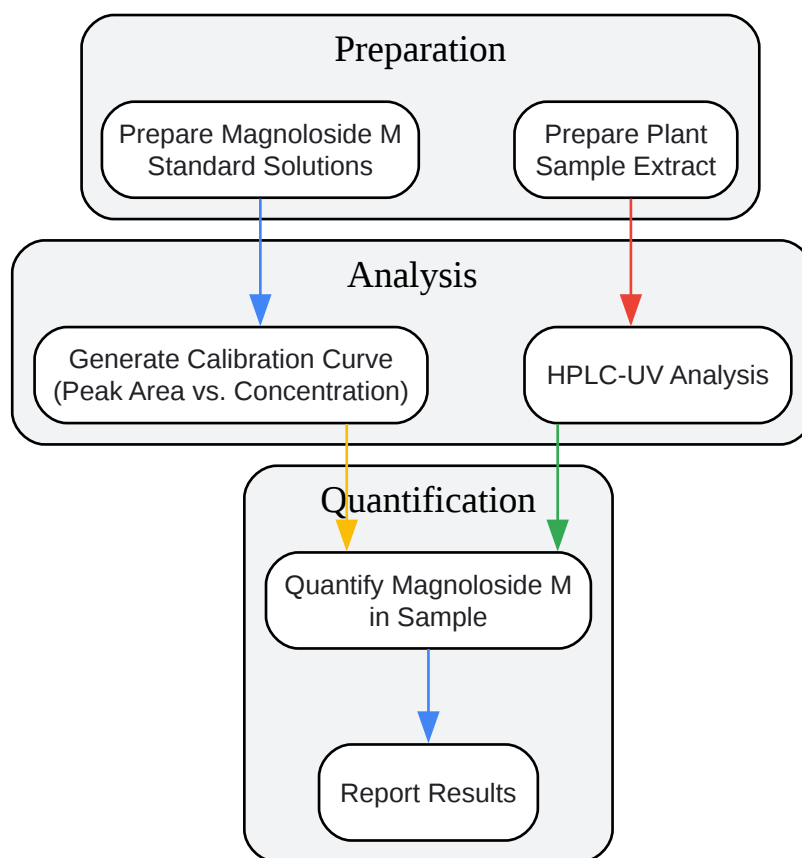 Preparation
Prepare Magnoloside M
Standard Solutions
Prepare Plant
Sample Extract
Analysis
Generate Calibration Curve
(Peak Area vs. Concentration)
HPLC-UV Analysis
Quantification
Quantify Magnoloside M
in Sample
Report Results